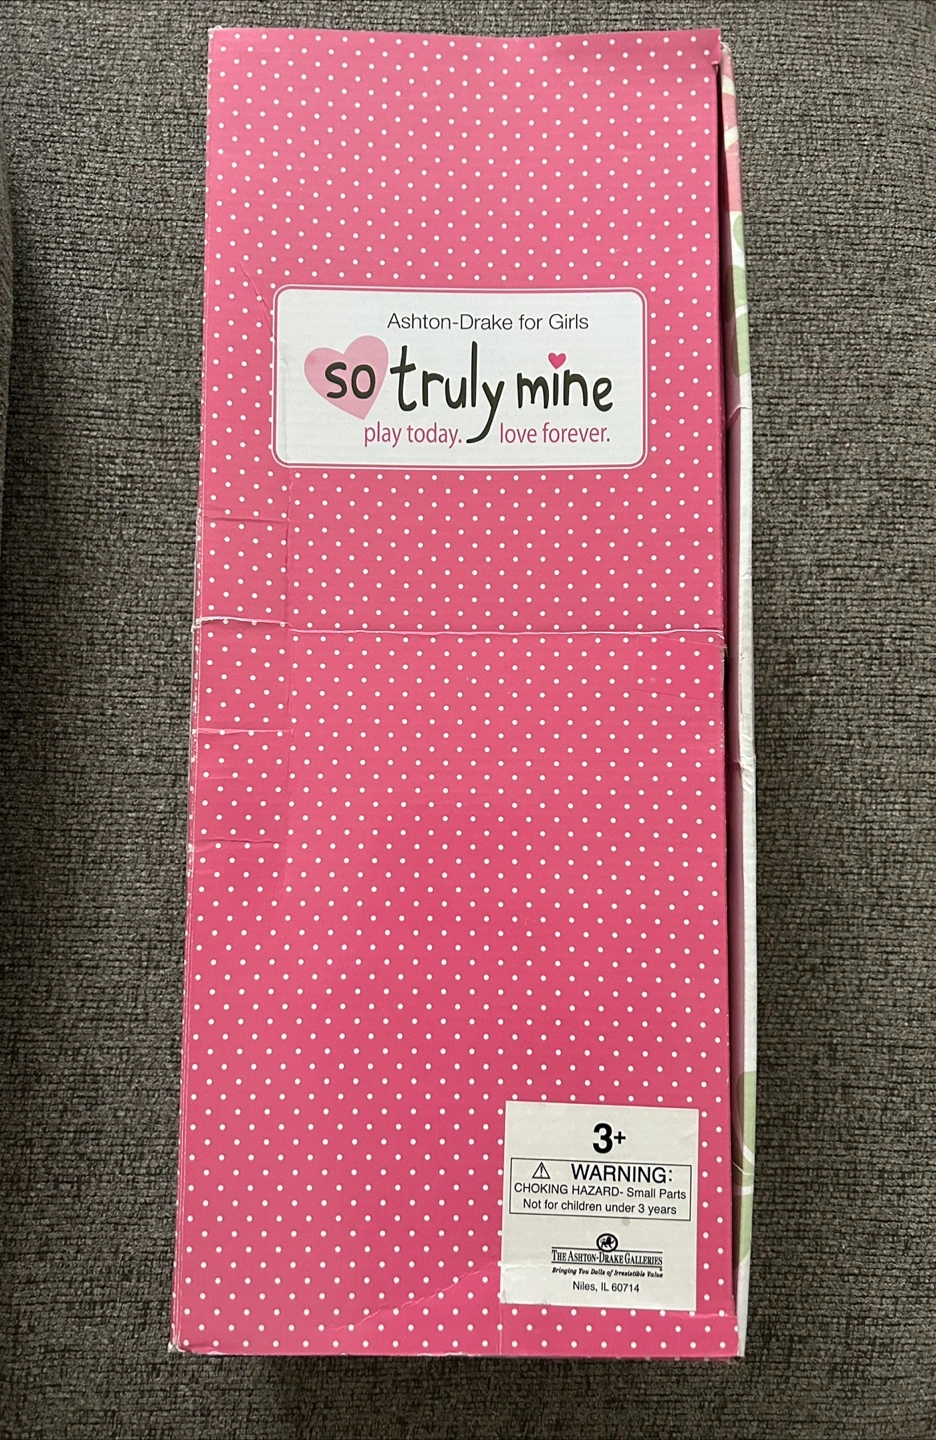 Ashton-Drake for Girls
so truly mine
play today. love forever.
3+
WARNING:
CHOKING HAZARD- Small Parts
Not for children under 3 years
THE ASHTON-DRAKE GALLERIES
Bringing You Dolls of Irresistible Value
Niles, IL 60714